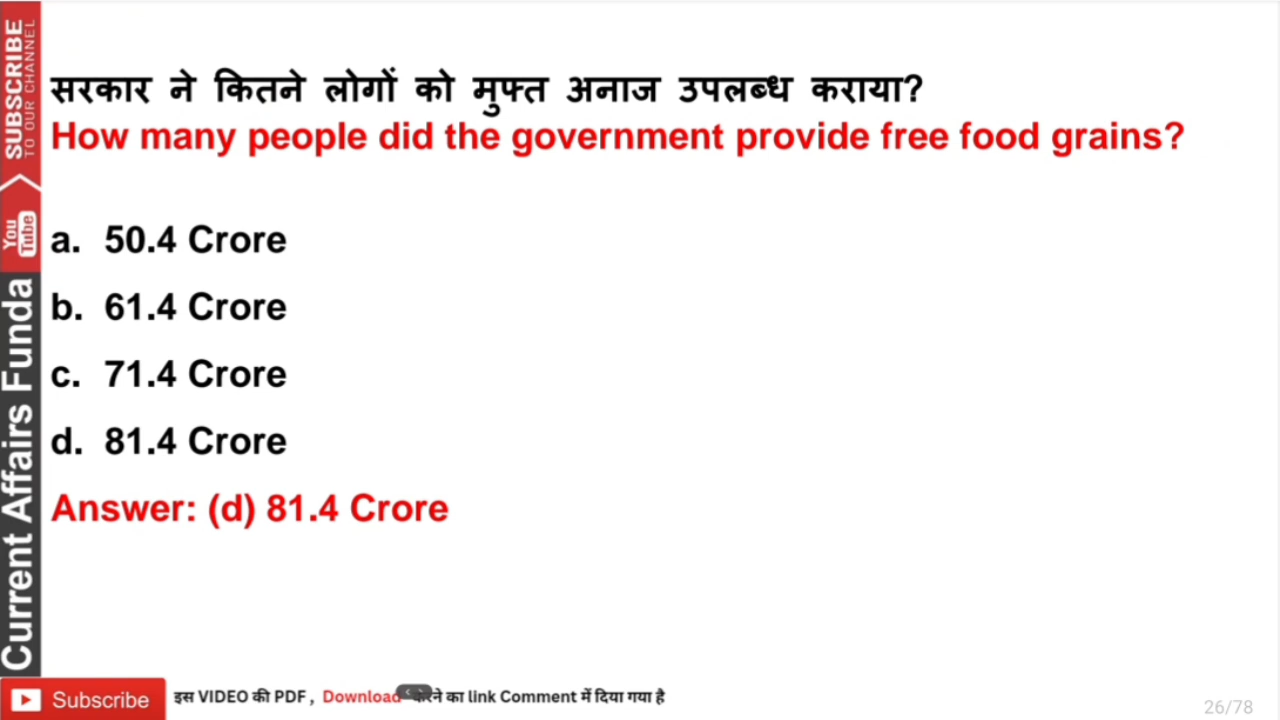 सरकार ने कितने लोगों को मुफ्त अनाज उपलब्ध कराया?
How many people did the government provide free food grains?
a. 50.4 Crore
b. 61.4 Crore
c. 71.4 Crore
d. 81.4 Crore
Answer: (d) 81.4 Crore
SUBSCRIBE
TO OUR CHANNEL
You Tube
Current Affairs Funda
Subscribe
इस VIDEO की PDF , Download करने का link Comment में दिया गया है
26/78